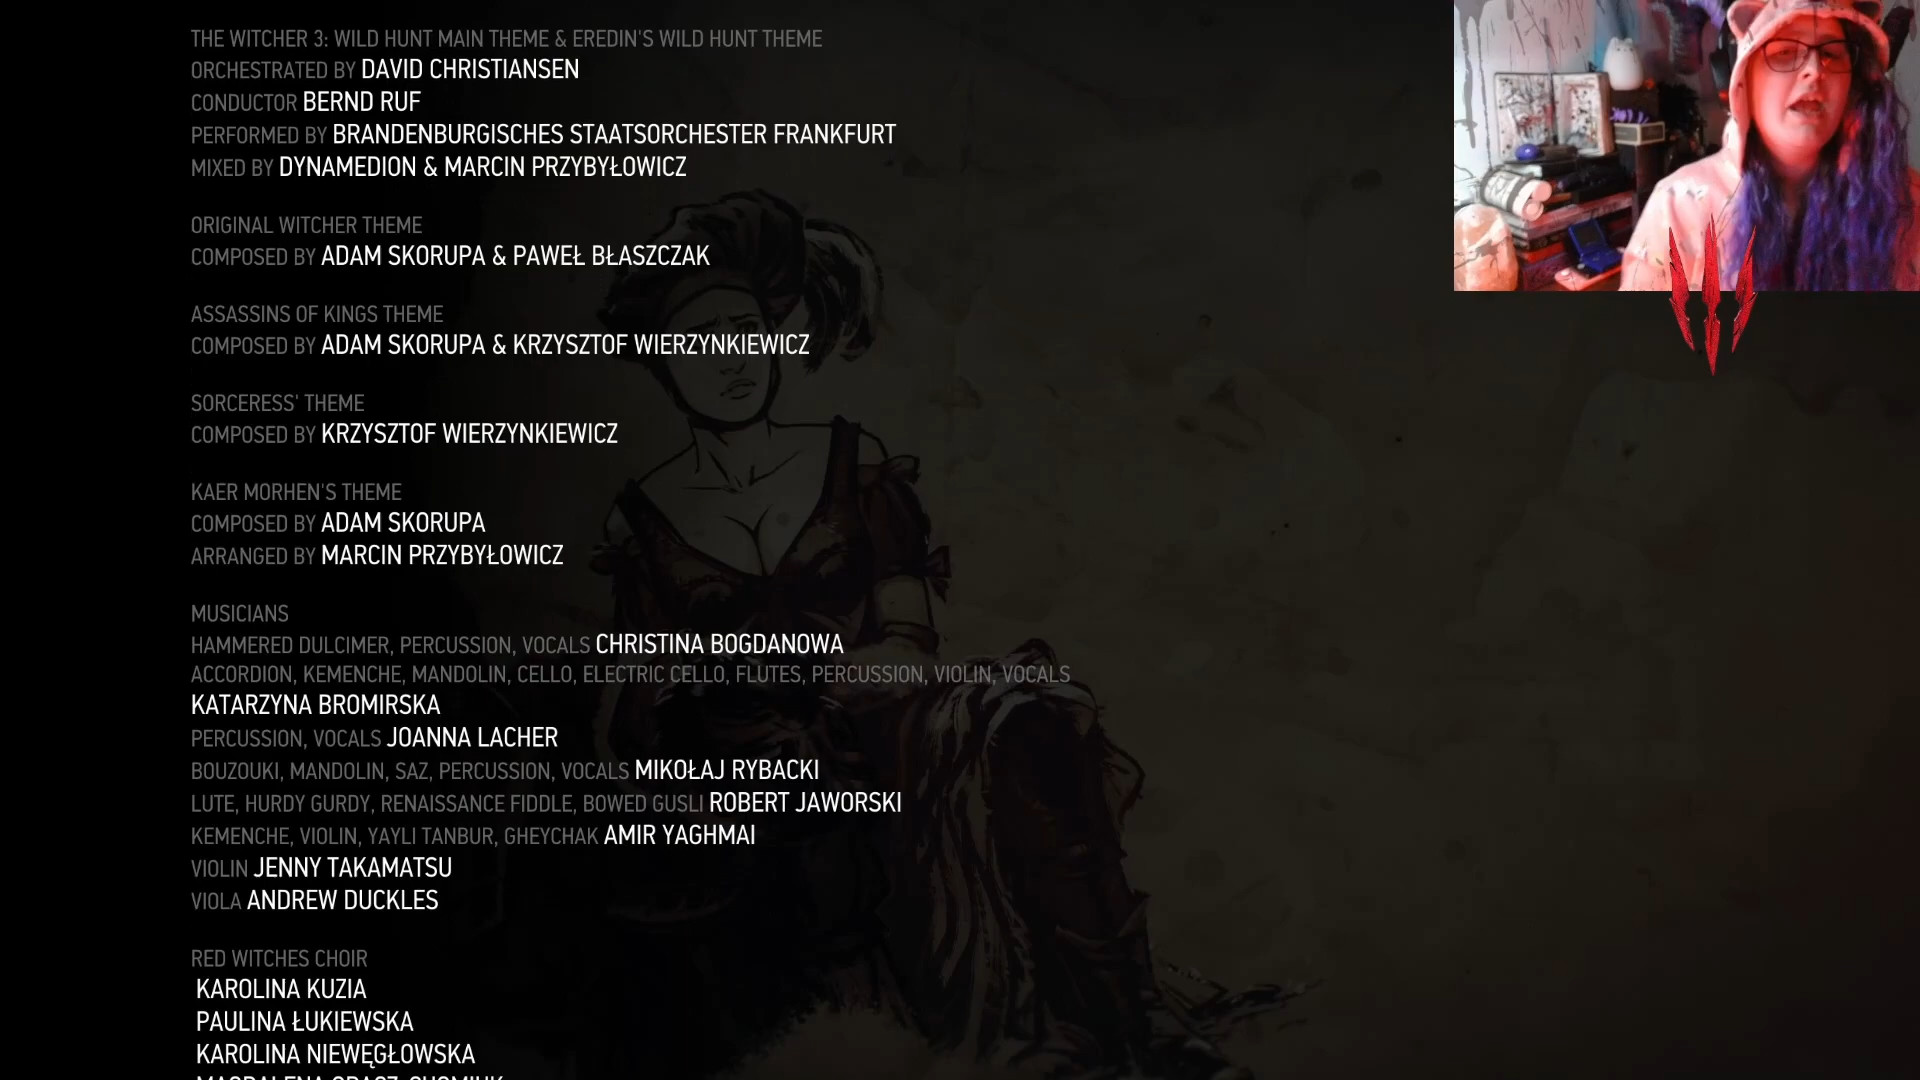 THE WITCHER 3: WILD HUNT MAIN THEME & EREDIN'S WILD HUNT THEME
ORCHESTRATED BY DAVID CHRISTIANSEN
CONDUCTOR BERND RUF
PERFORMED BY BRANDENBURGISCHES STAATSORCHESTER FRANKFURT
MIXED BY DYNAMEDION & MARCIN PRZYBYŁOWICZ
ORIGINAL WITCHER THEME
COMPOSED BY ADAM SKORUPA & PAWEŁ BŁASZCZAK
ASSASSINS OF KINGS THEME
COMPOSED BY ADAM SKORUPA & KRZYSZTOF WIERZYNKIEWICZ
SORCERESS' THEME
COMPOSED BY KRZYSZTOF WIERZYNKIEWICZ
KAER MORHEN'S THEME
COMPOSED BY ADAM SKORUPA
ARRANGED BY MARCIN PRZYBYŁOWICZ
MUSICIANS
HAMMERED DULCIMER, PERCUSSION, VOCALS CHRISTINA BOGDANOWA
ACCORDION, KEMENCHE, MANDOLIN, CELLO, ELECTRIC CELLO, FLUTES, PERCUSSION, VIOLIN, VOCALS
KATARZYNA BROMIRSKA
PERCUSSION, VOCALS JOANNA LACHER
BOUZOUKI, MANDOLIN, SAZ, PERCUSSION, VOCALS MIKOŁAJ RYBACKI
LUTE, HURDY GURDY, RENAISSANCE FIDDLE, BOWED GUSLI ROBERT JAWORSKI
KEMENCHE, VIOLIN, YAYLI TANBUR, GHEYCHAK AMIR YAGHMAI
VIOLIN JENNY TAKAMATSU
VIOLA ANDREW DUCKLES
RED WITCHES CHOIR
KAROLINA KUZIA
PAULINA ŁUKIEWSKA
KAROLINA NIEWĘGŁOWSKA